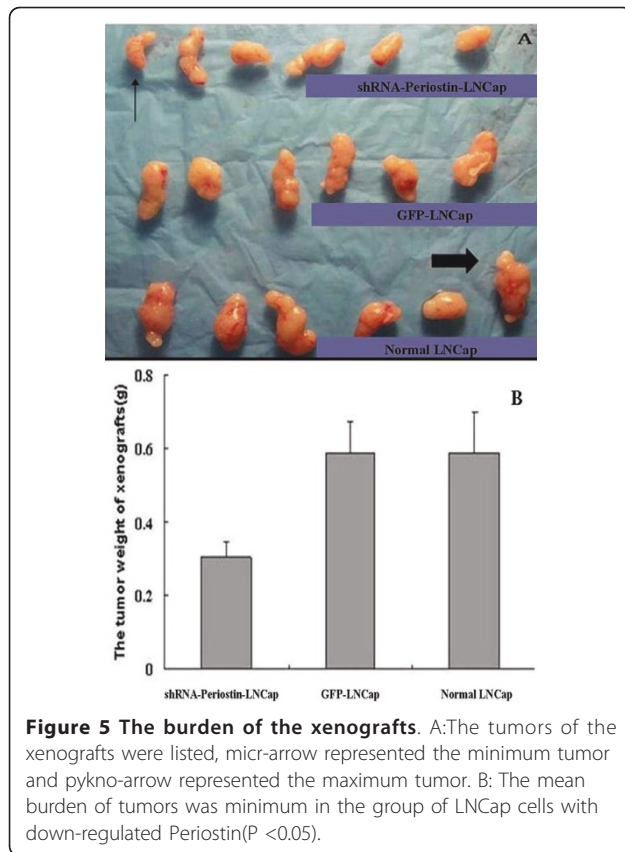 A
shRNA-Periostin-LNCap
GFP-LNCap
Normal LNCap
B
The tumor weight of xenografts(g)
0.8
0.6
0.4
0.2
0
shRNA-Periostin-LNCap GFP-LNCap Normal LNCap
Figure 5 The burden of the xenografts. A:The tumors of the
xenografts were listed, micr-arrow represented the minimum tumor
and pykno-arrow represented the maximum tumor. B: The mean
burden of tumors was minimum in the group of LNCap cells with
down-regulated Periostin(P <0.05).